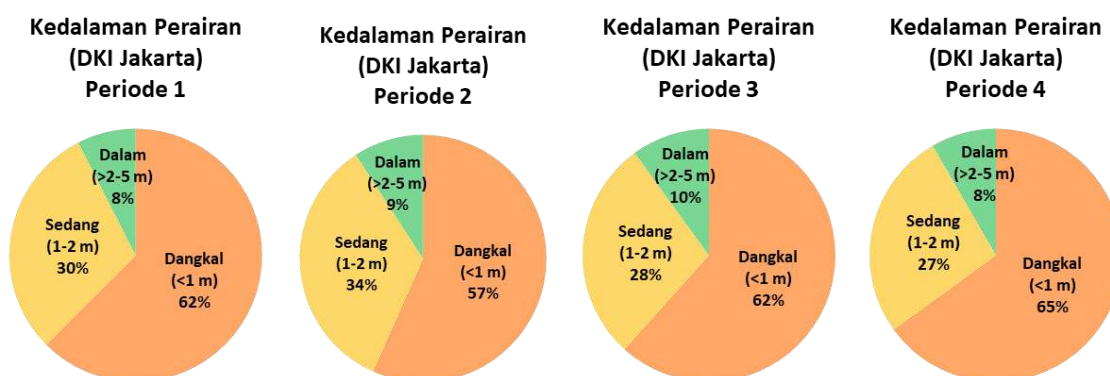 Kedalaman Perairan
(DKI Jakarta)
Periode 1
Dalam
(>2-5 m)
8%
Sedang
(1-2 m)
30%
Dangkal
(<1 m)
62%
Kedalaman Perairan
(DKI Jakarta)
Periode 2
Dalam
(>2-5 m)
9%
Sedang
(1-2 m)
34%
Dangkal
(<1 m)
57%
Kedalaman Perairan
(DKI Jakarta)
Periode 3
Dalam
(>2-5 m)
10%
Sedang
(1-2 m)
28%
Dangkal
(<1 m)
62%
Kedalaman Perairan
(DKI Jakarta)
Periode 4
Dalam
(>2-5 m)
8%
Sedang
(1-2 m)
27%
Dangkal
(<1 m)
65%